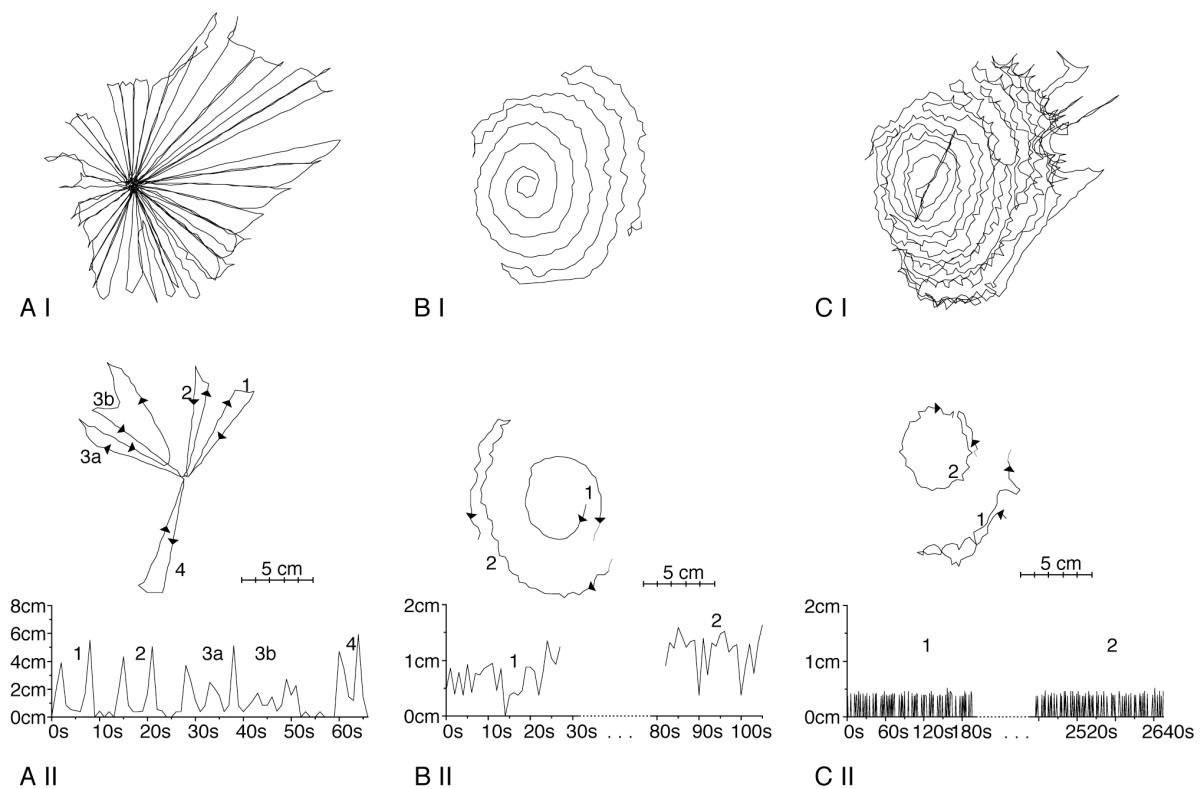 A I
B I
C I
3b
2
1
3a
4
5 cm
1
2
5 cm
2
1
5 cm
8cm
6cm
4cm
2cm
0cm
1
2
3a
3b
4
0s 10s 20s 30s 40s 50s 60s
2cm
1cm
0cm
1
2
0s 10s 20s 30s . . . 80s 90s 100s
2cm
1cm
0cm
1
2
0s 60s 120s 180s . . . 2520s 2640s
A II
B II
C II